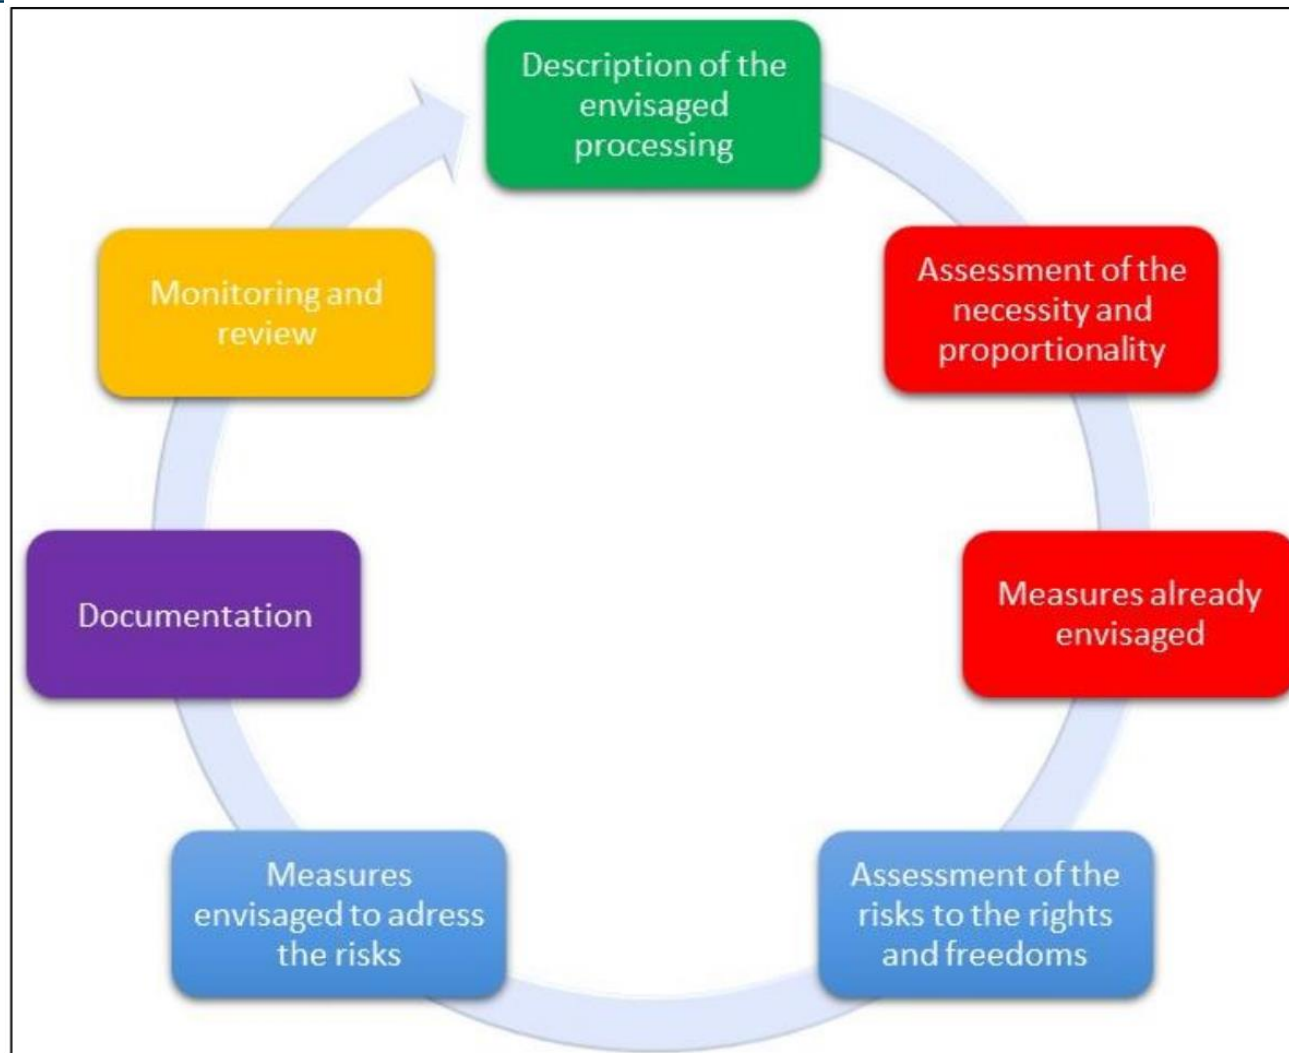 Description of the
envisaged
processing
Assessment of the
necessity and
proportionality
Measures already
envisaged
Assessment of the
risks to the rights
and freedoms
Measures
envisaged to adress
the risks
Documentation
Monitoring and
review